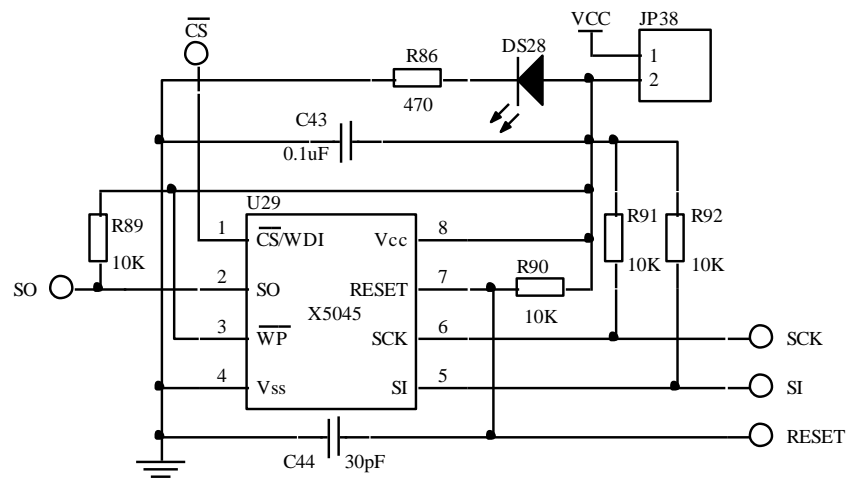 CS
VCC
JP38
R86
DS28
1
2
470
C43
0.1uF
U29
R89
10K
1
CS/WDI
Vcc
8
R91
R92
10K
10K
SO
2
SO
RESET
7
R90
10K
X5045
3
WP
SCK
6
SCK
4
Vss
SI
5
SI
RESET
C44
30pF